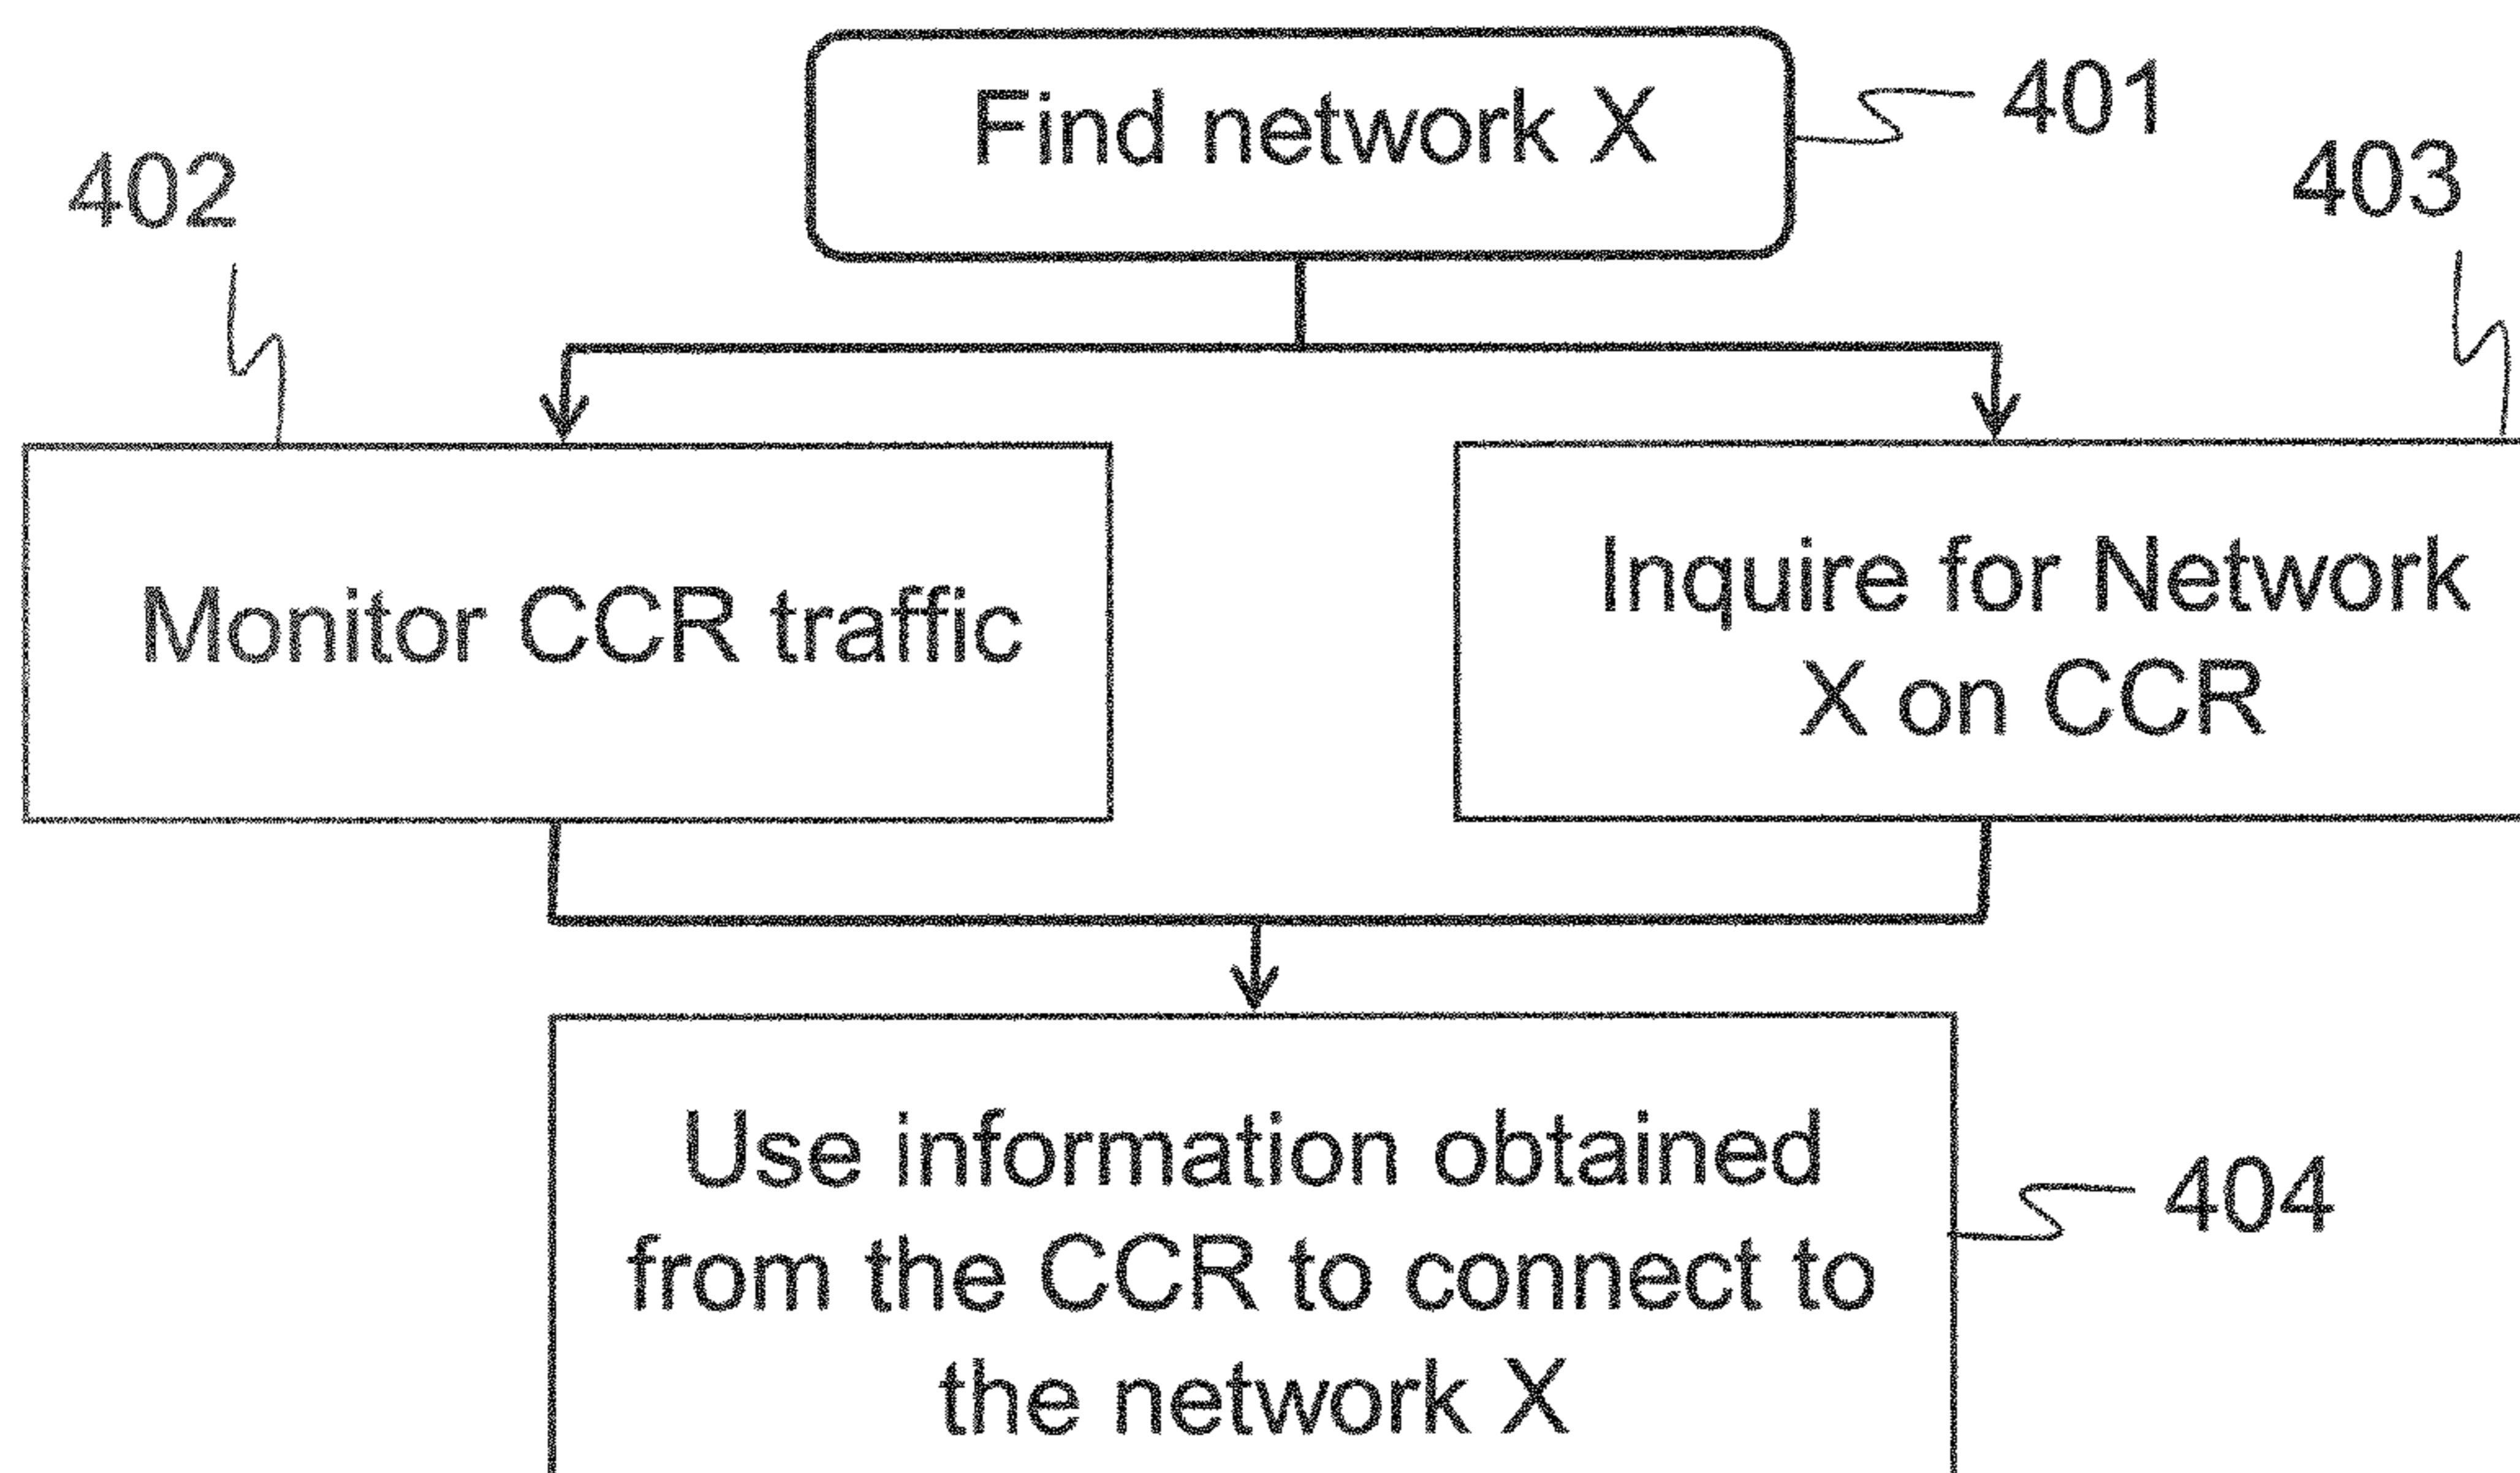 Find network X
401
402
403
Monitor CCR traffic
Inquire for Network
X on CCR
Use information obtained
from the CCR to connect to
the network X
404